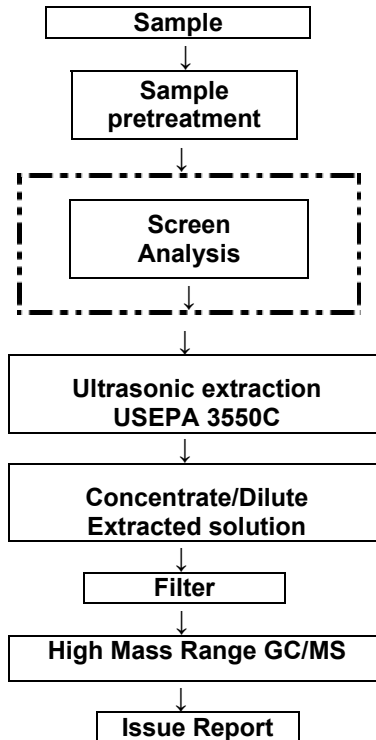 Sample
↓
Sample
pretreatment
↓
Screen
Analysis
↓
↓
Ultrasonic extraction
USEPA 3550C
↓
Concentrate/Dilute
Extracted solution
↓
Filter
↓
High Mass Range GC/MS
↓
Issue Report